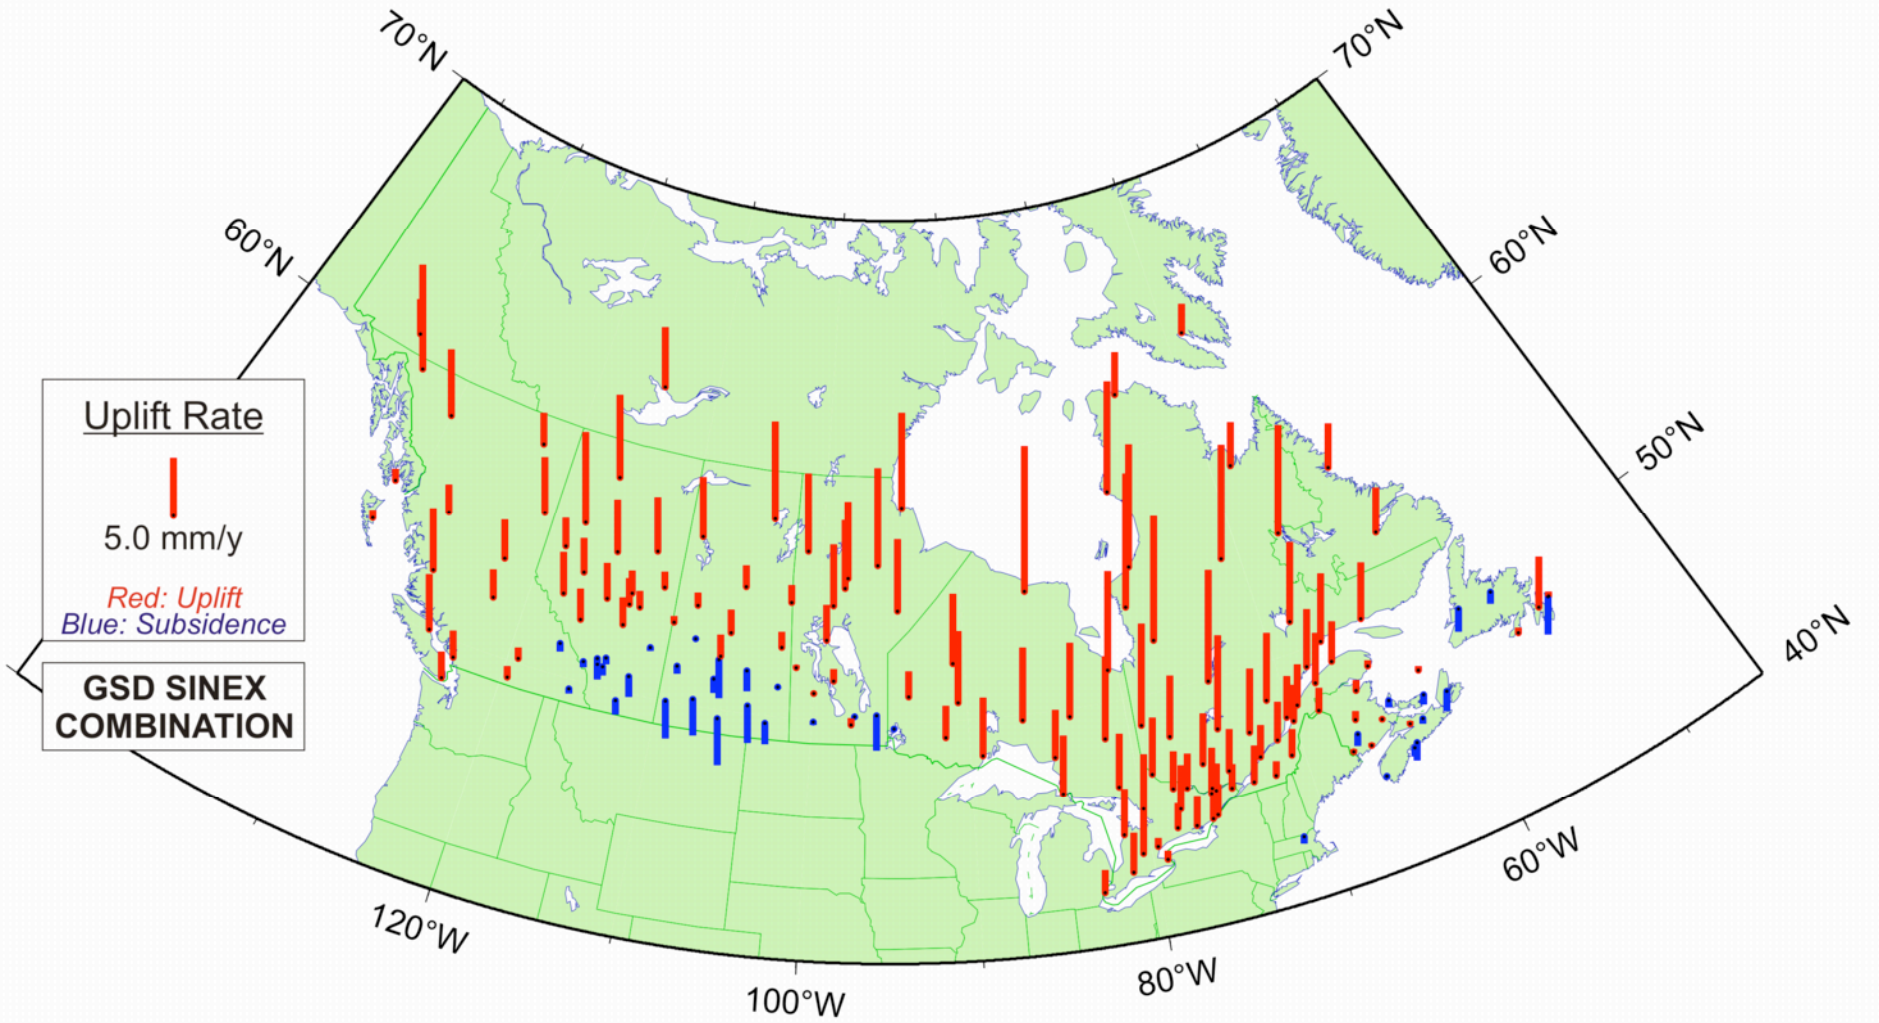 70°N
70°N
60°N
60°N
50°N
40°N
Uplift Rate
5.0 mm/y
Red: Uplift
Blue: Subsidence
GSD SINEX
COMBINATION
120°W
100°W
80°W
60°W